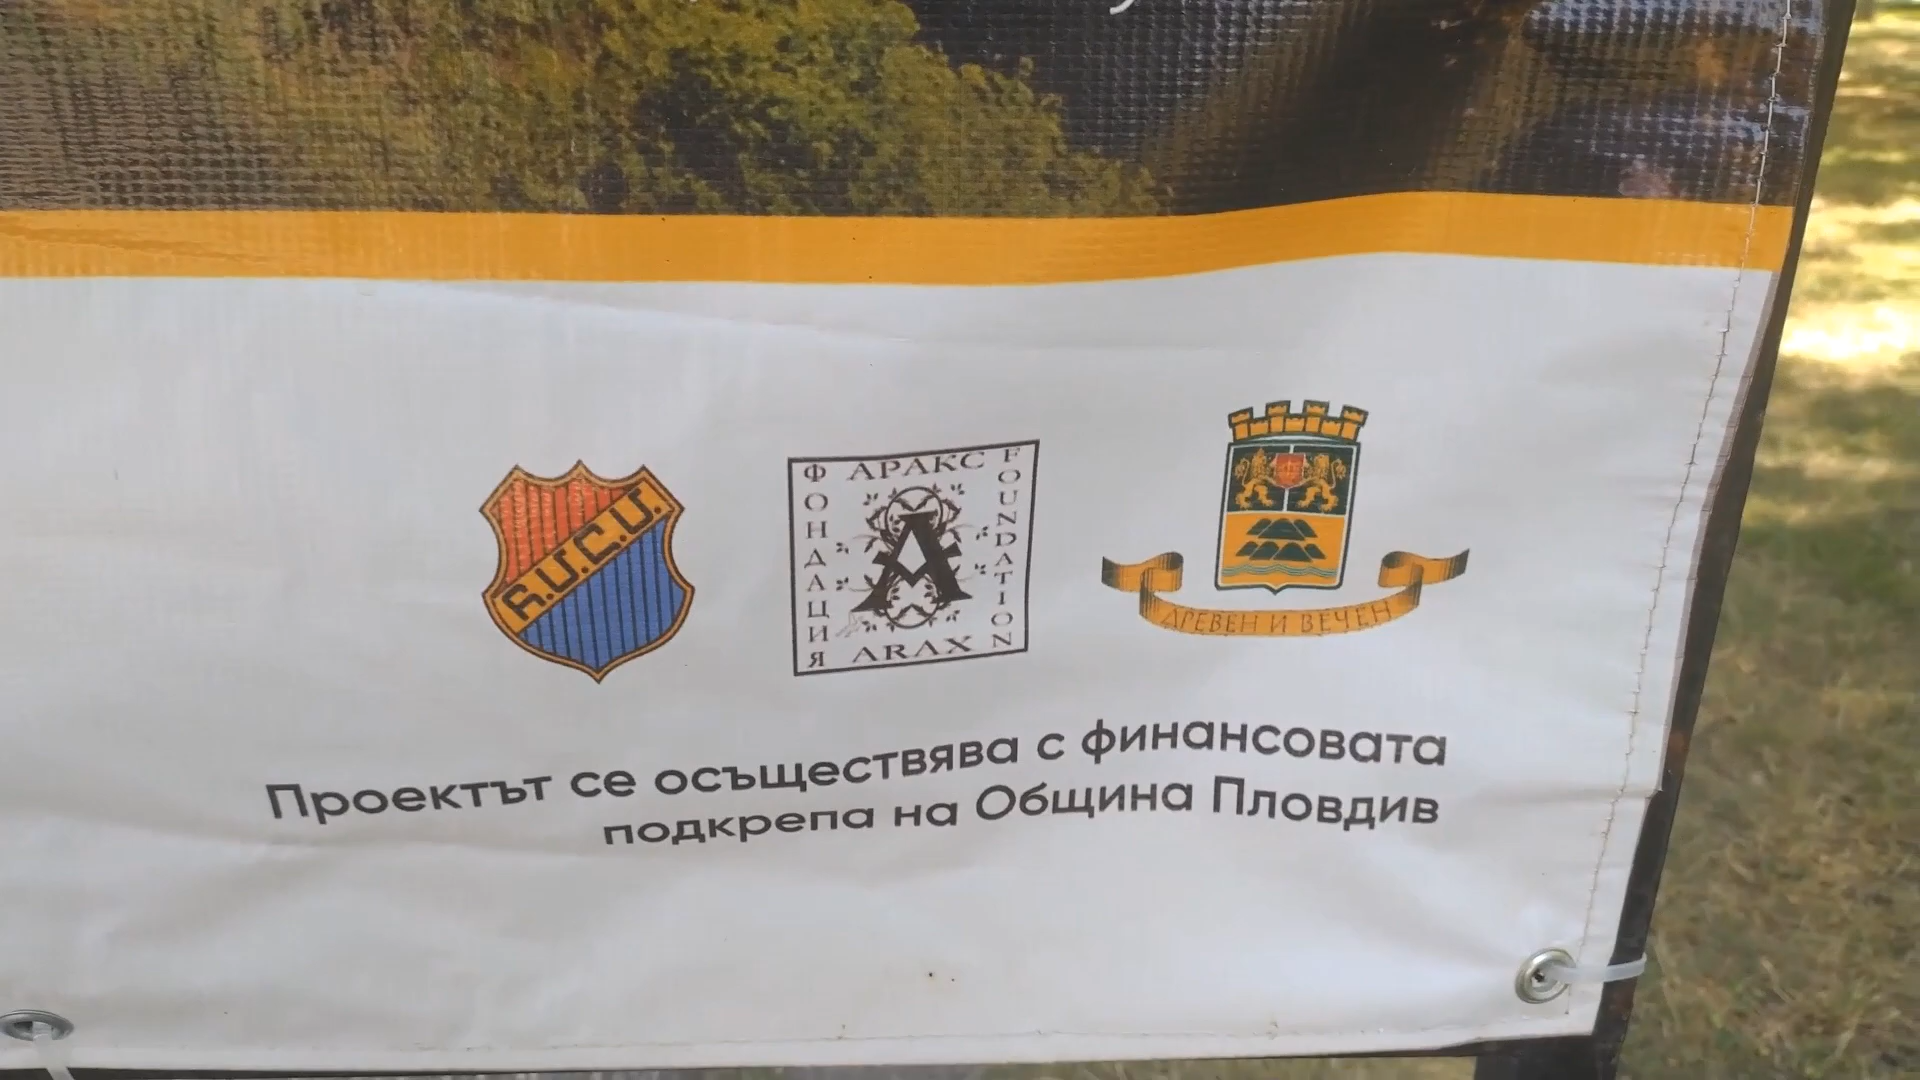 Հ.Մ.Ը.Մ.
ФОНДАЦИЯ
АРАКС
FOUNDATION
А
ARAX
ДРЕВЕН И ВЕЧЕН
Проектът се осъществява с финансовата
подкрепа на Община Пловдив